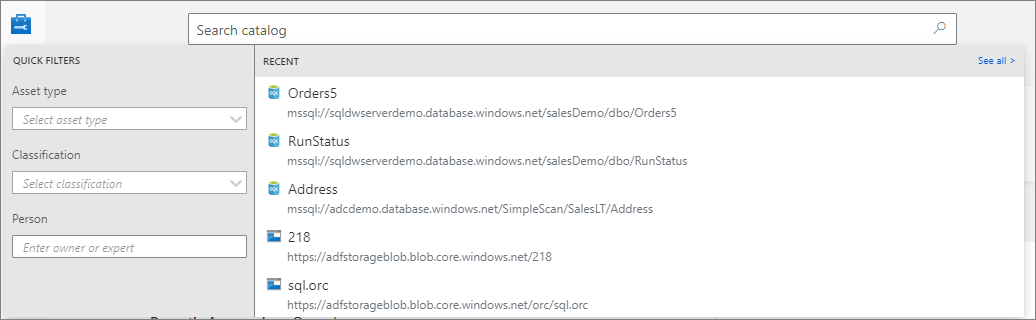 Search catalog
QUICK FILTERS
Asset type
Select asset type
Classification
Select classification
Person
Enter owner or expert
RECENT
See all >
Orders5
mssql://sqldwserverdemo.database.windows.net/salesDemo/dbo/Orders5
RunStatus
mssql://sqldwserverdemo.database.windows.net/salesDemo/dbo/RunStatus
Address
mssql://adcdemo.database.windows.net/SimpleScan/SalesLT/Address
218
https://adfstorageblob.blob.core.windows.net/218
sql.orc
https://adfstorageblob.blob.core.windows.net/orc/sql.orc